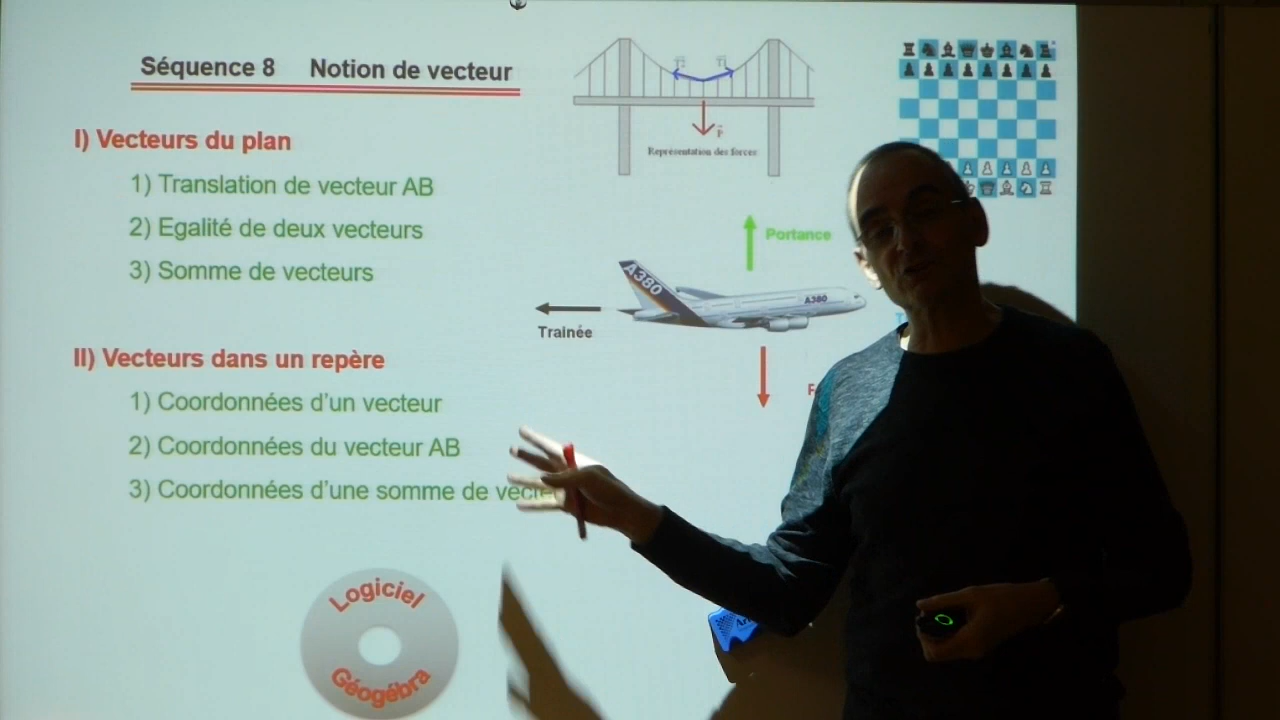 Séquence 8 Notion de vecteur
I) Vecteurs du plan
1) Translation de vecteur AB
2) Egalité de deux vecteurs
3) Somme de vecteurs
II) Vecteurs dans un repère
1) Coordonnées d'un vecteur
2) Coordonnées du vecteur AB
3) Coordonnées d'une somme de
Représentation des forces
Portance
A380
A380
Trainée
Logiciel
Géogébra